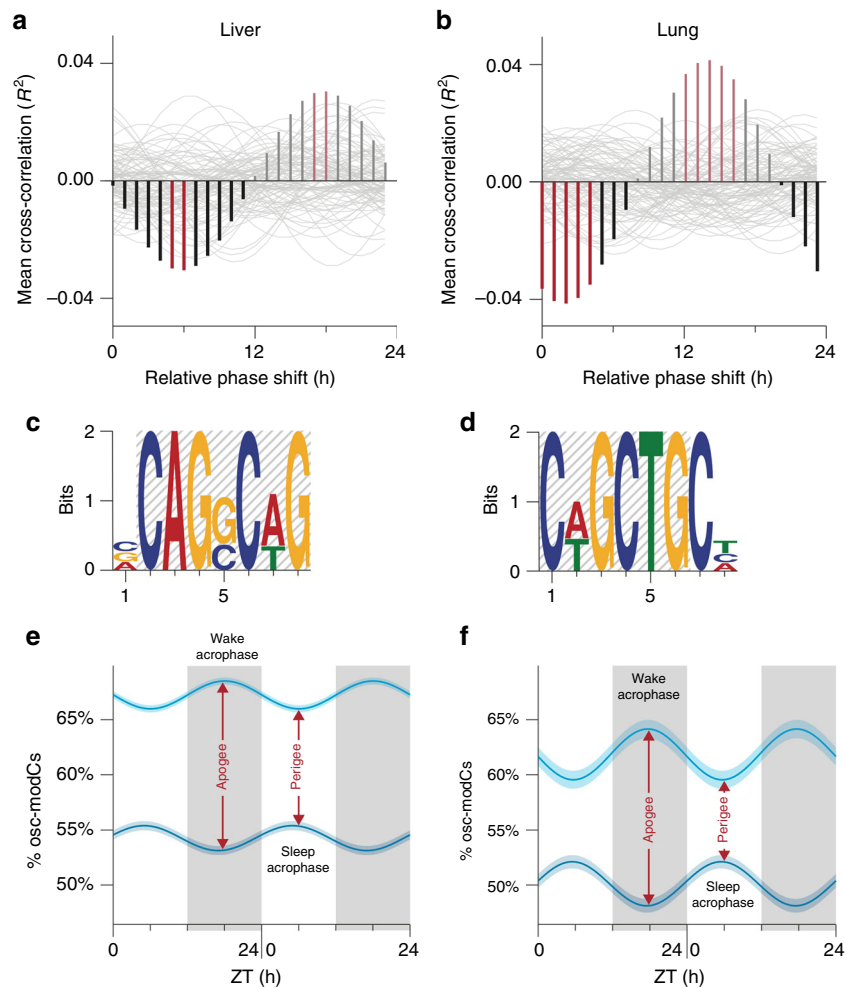 a
Liver
Mean cross-correlation (R²)
0.04
0.00
−0.04
0
12
24
Relative phase shift (h)
b
Lung
Mean cross-correlation (R²)
0.04
0.00
−0.04
0
12
24
Relative phase shift (h)
c
Bits
2
1
0
C
G
A
C
A
G
G
C
C
A
T
G
1
5
d
Bits
2
1
0
C
A
T
G
C
T
G
C
T
C
A
1
5
e
Wake
acrophase
% osc-modCs
65%
60%
55%
50%
Apogee
Perigee
Sleep
acrophase
0
24|0
24
ZT (h)
f
Wake
acrophase
% osc-modCs
65%
60%
55%
50%
Apogee
Perigee
Sleep
acrophase
0
24|0
24
ZT (h)